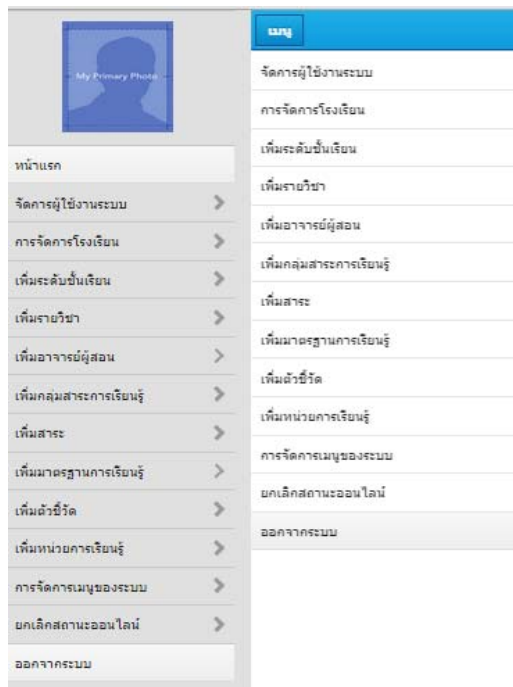 My Primary Photo
หน้าแรก
จัดการผู้ใช้งานระบบ
การจัดการโรงเรียน
เพิ่มระดับชั้นเรียน
เพิ่มรายวิชา
เพิ่มอาจารย์ผู้สอน
เพิ่มกลุ่มสาระการเรียนรู้
เพิ่มสาระ
เพิ่มมาตรฐานการเรียนรู้
เพิ่มตัวชี้วัด
เพิ่มหน่วยการเรียนรู้
การจัดการเมนูของระบบ
ยกเลิกสถานะออนไลน์
ออกจากระบบ
เมนู
จัดการผู้ใช้งานระบบ
การจัดการโรงเรียน
เพิ่มระดับชั้นเรียน
เพิ่มรายวิชา
เพิ่มอาจารย์ผู้สอน
เพิ่มกลุ่มสาระการเรียนรู้
เพิ่มสาระ
เพิ่มมาตรฐานการเรียนรู้
เพิ่มตัวชี้วัด
เพิ่มหน่วยการเรียนรู้
การจัดการเมนูของระบบ
ยกเลิกสถานะออนไลน์
ออกจากระบบ